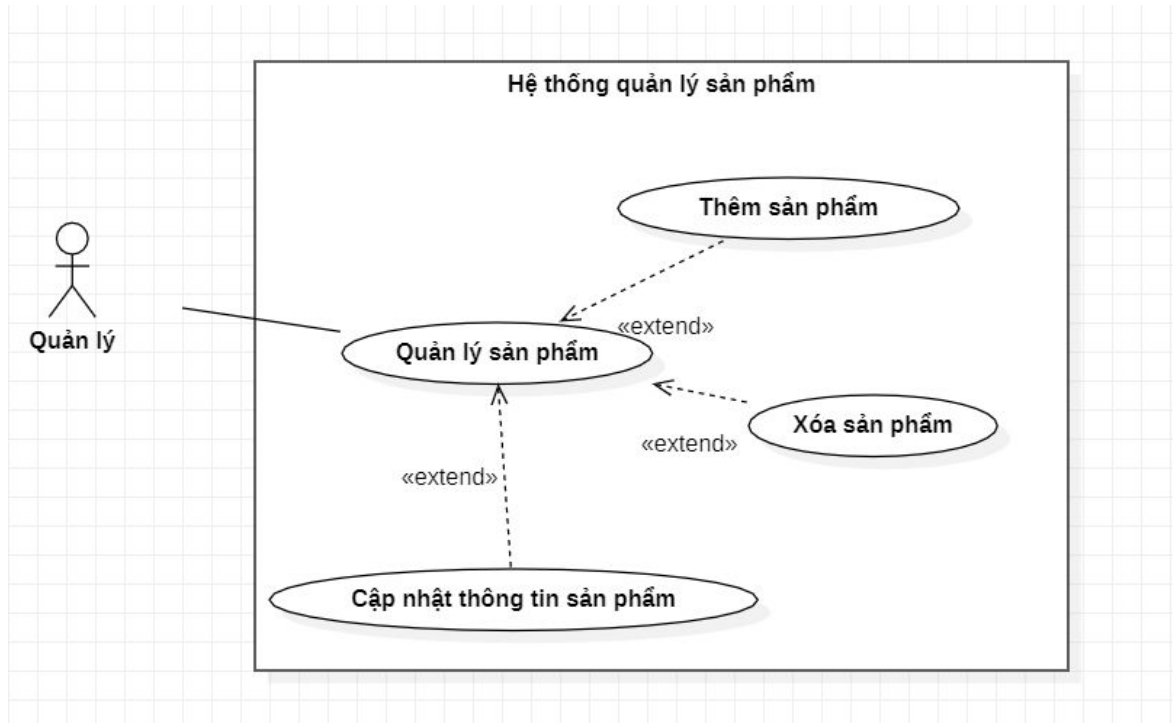 Hệ thống quản lý sản phẩm
Thêm sản phẩm
Quản lý
«extend»
Quản lý sản phẩm
Xóa sản phẩm
«extend»
«extend»
Cập nhật thông tin sản phẩm